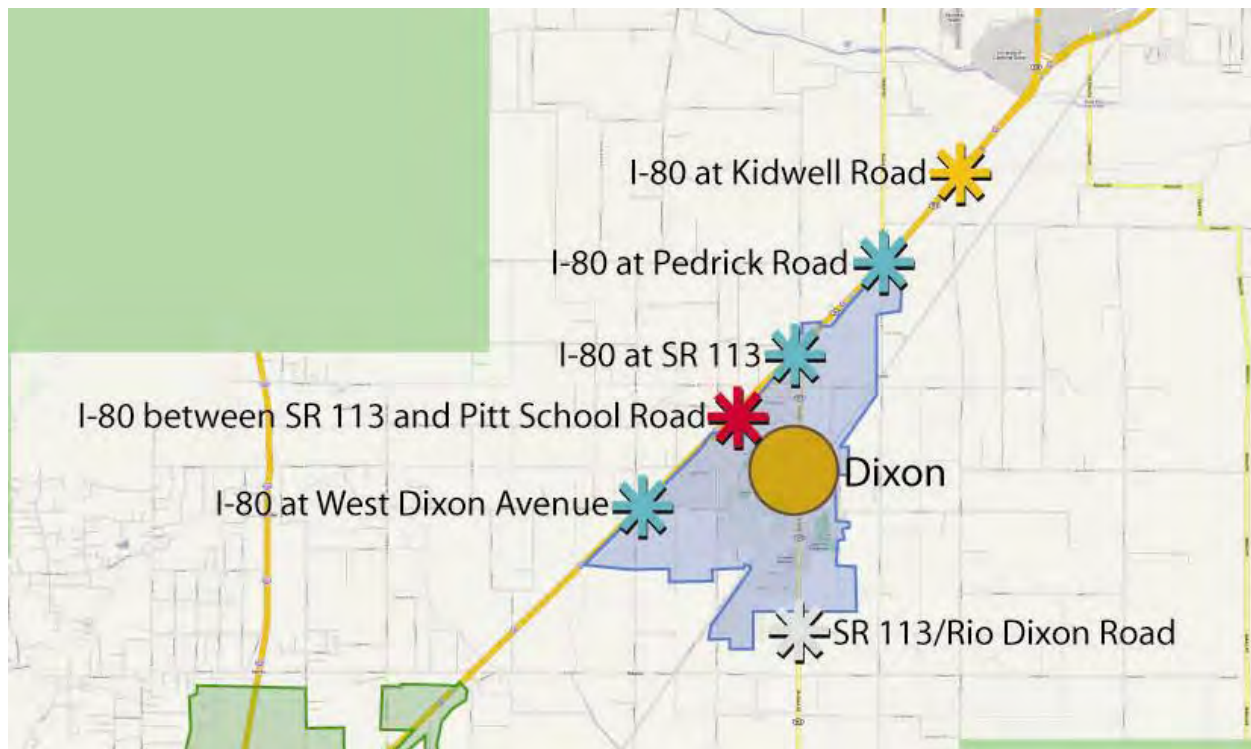 I-80 at Kidwell Road
I-80 at Pedrick Road
I-80 at SR 113
I-80 between SR 113 and Pitt School Road
Dixon
I-80 at West Dixon Avenue
SR 113/Rio Dixon Road